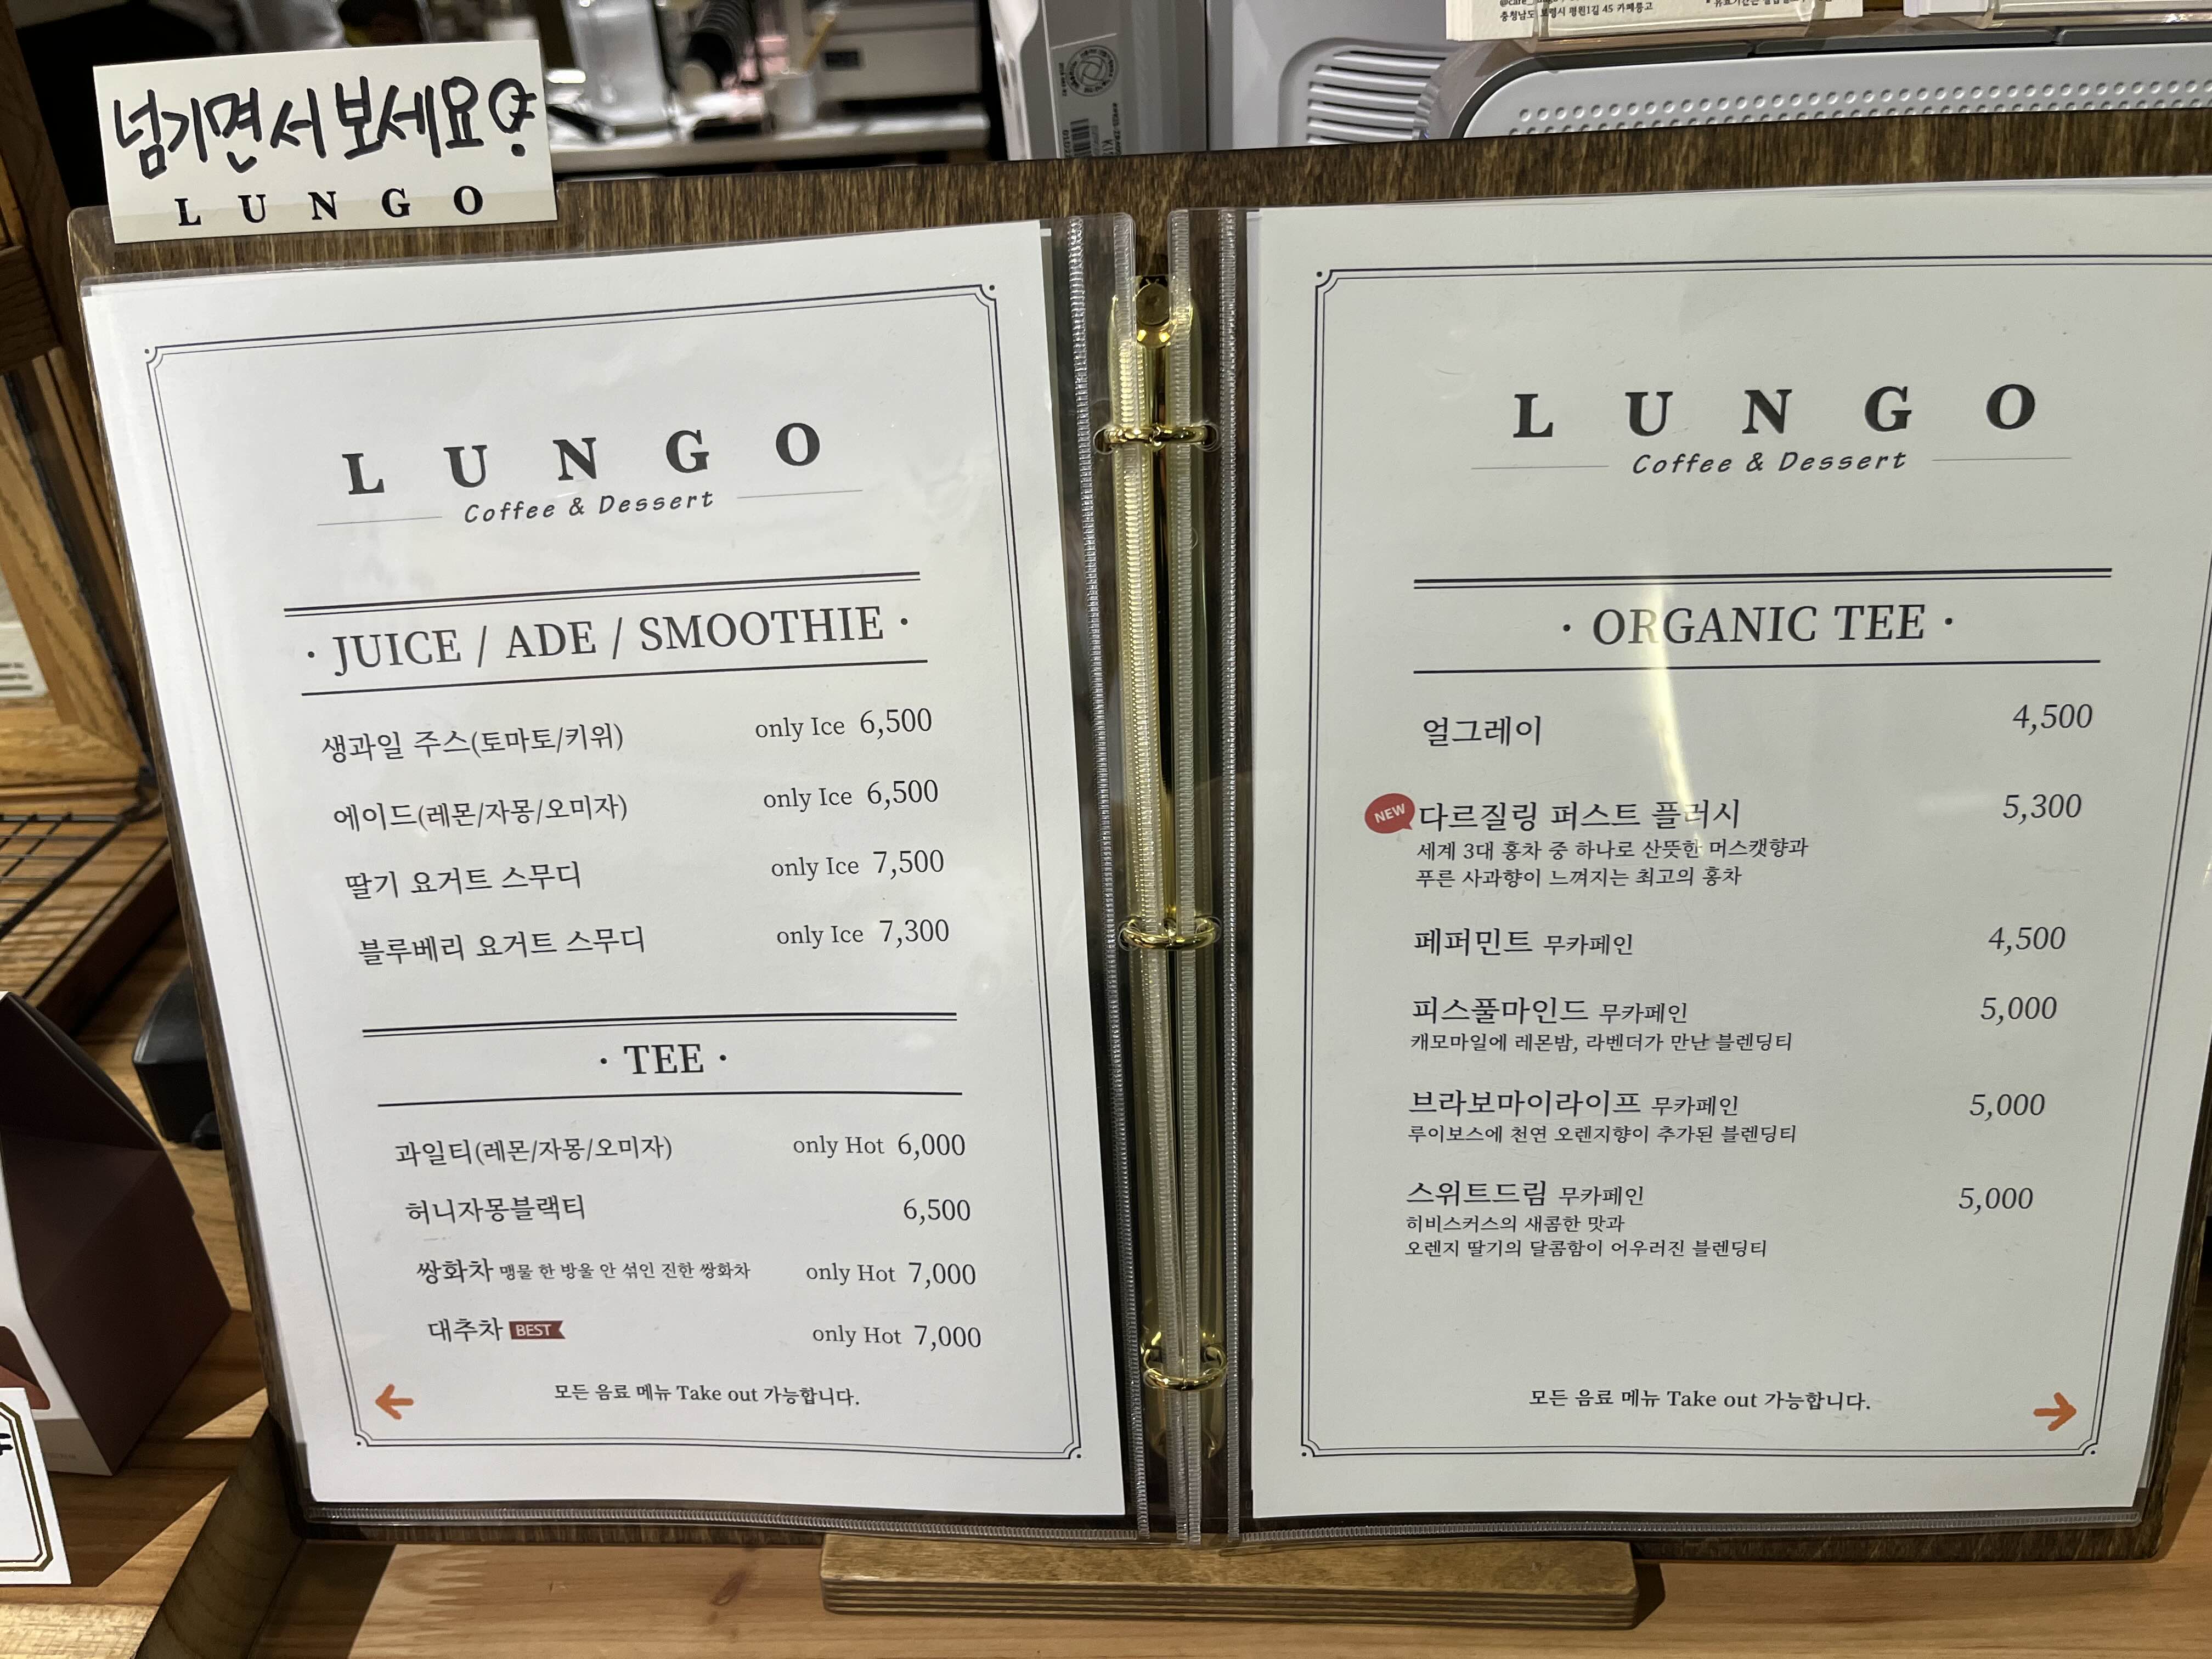 충청남도 보령시 평원1길 45 카페룽고
넘기면서 보세요
L U N G O
L U N G O
Coffee & Dessert
· JUICE / ADE / SMOOTHIE ·
생과일 주스(토마토/키위) only Ice 6,500
에이드(레몬/자몽/오미자) only Ice 6,500
딸기 요거트 스무디 only Ice 7,500
블루베리 요거트 스무디 only Ice 7,300
· TEE ·
과일티(레몬/자몽/오미자) only Hot 6,000
허니자몽블랙티 6,500
쌍화차 맹물 한 방울 안 섞인 진한 쌍화차 only Hot 7,000
대추차 BEST only Hot 7,000
모든 음료 메뉴 Take out 가능합니다.
L U N G O
Coffee & Dessert
· ORGANIC TEE ·
얼그레이 4,500
NEW 다르질링 퍼스트 플러시 5,300
세계 3대 홍차 중 하나로 산뜻한 머스캣향과
푸른 사과향이 느껴지는 최고의 홍차
페퍼민트 무카페인 4,500
피스풀마인드 무카페인 5,000
캐모마일에 레몬밤, 라벤더가 만난 블렌딩티
브라보마이라이프 무카페인 5,000
루이보스에 천연 오렌지향이 추가된 블렌딩티
스위트드림 무카페인 5,000
히비스커스의 새콤한 맛과
오렌지 딸기의 달콤함이 어우러진 블렌딩티
모든 음료 메뉴 Take out 가능합니다.